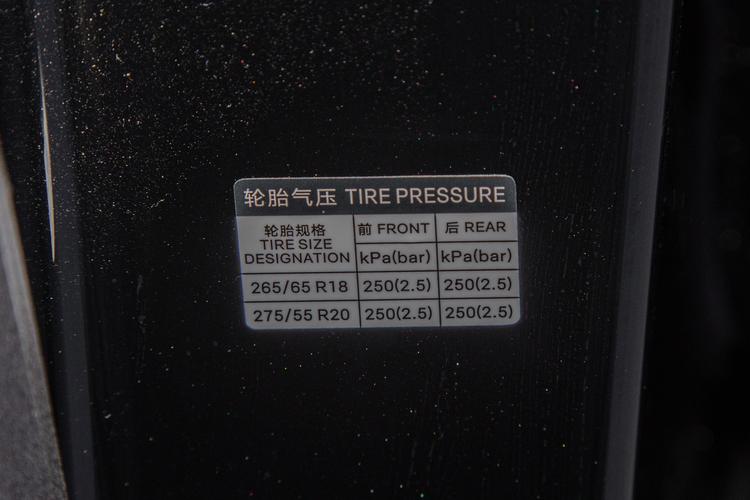 轮胎气压 TIRE PRESSURE
轮胎规格
TIRE SIZE
DESIGNATION
前 FRONT 后 REAR
kPa(bar) kPa(bar)
265/65 R18 250(2.5) 250(2.5)
275/55 R20 250(2.5) 250(2.5)